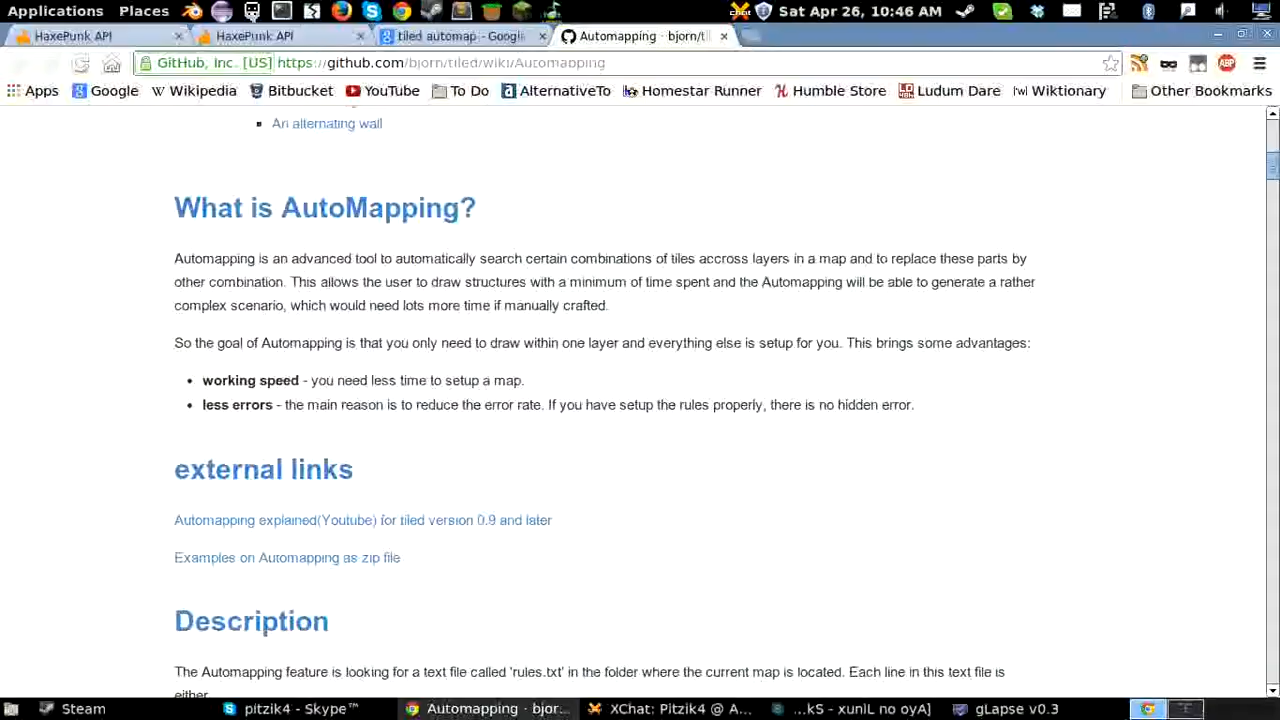 Applications Places Sat Apr 26, 10:46 AM
HaxePunk API HaxePunk API tiled automap - Google Automapping · bjorn/til
GitHub, Inc. [US] https://github.com/bjorn/tiled/wiki/Automapping
Apps Google Wikipedia Bitbucket YouTube To Do AlternativeTo Homestar Runner Humble Store Ludum Dare Wiktionary Other Bookmarks
An alternating wall
What is AutoMapping?
Automapping is an advanced tool to automatically search certain combinations of tiles accross layers in a map and to replace these parts by
other combination. This allows the user to draw structures with a minimum of time spent and the Automapping will be able to generate a rather
complex scenario, which would need lots more time if manually crafted.
So the goal of Automapping is that you only need to draw within one layer and everything else is setup for you. This brings some advantages:
• working speed - you need less time to setup a map.
• less errors - the main reason is to reduce the error rate. If you have setup the rules properly, there is no hidden error.
external links
Automapping explained(Youtube) for tiled version 0.9 and later
Examples on Automapping as zip file
Description
The Automapping feature is looking for a text file called 'rules.txt' in the folder where the current map is located. Each line in this text file is
either
Steam pitzik4 - Skype™ Automapping · bjor... XChat: Pitzik4 @ A... ...kS - xuniL no oyA] gLapse v0.3